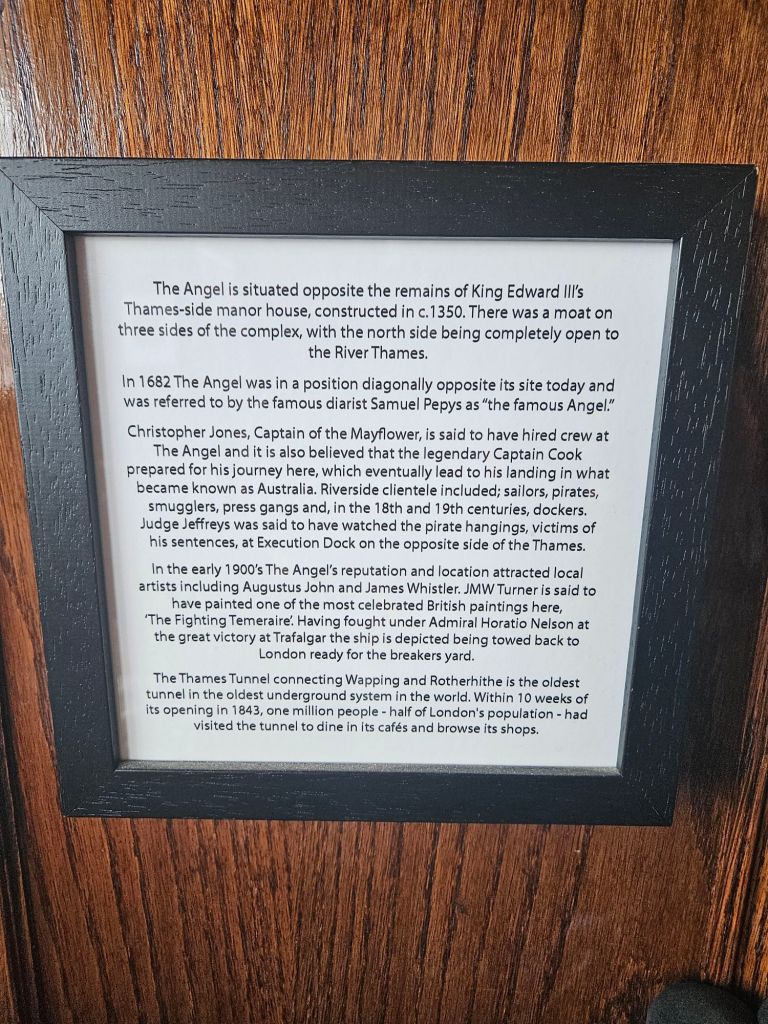 The Angel is situated opposite the remains of King Edward III's
Thames-side manor house, constructed in c.1350. There was a moat on
three sides of the complex, with the north side being completely open to
the River Thames.
In 1682 The Angel was in a position diagonally opposite its site today and
was referred to by the famous diarist Samuel Pepys as “the famous Angel.”
Christopher Jones, Captain of the Mayflower, is said to have hired crew at
The Angel and it is also believed that the legendary Captain Cook
prepared for his journey here, which eventually lead to his landing in what
became known as Australia. Riverside clientele included; sailors, pirates,
smugglers, press gangs and, in the 18th and 19th centuries, dockers.
Judge Jeffreys was said to have watched the pirate hangings, victims of
his sentences, at Execution Dock on the opposite side of the Thames.
In the early 1900's The Angel's reputation and location attracted local
artists including Augustus John and James Whistler. JMW Turner is said to
have painted one of the most celebrated British paintings here,
‘The Fighting Temeraire’. Having fought under Admiral Horatio Nelson at
the great victory at Trafalgar the ship is depicted being towed back to
London ready for the breakers yard.
The Thames Tunnel connecting Wapping and Rotherhithe is the oldest
tunnel in the oldest underground system in the world. Within 10 weeks of
its opening in 1843, one million people - half of London's population - had
visited the tunnel to dine in its cafés and browse its shops.